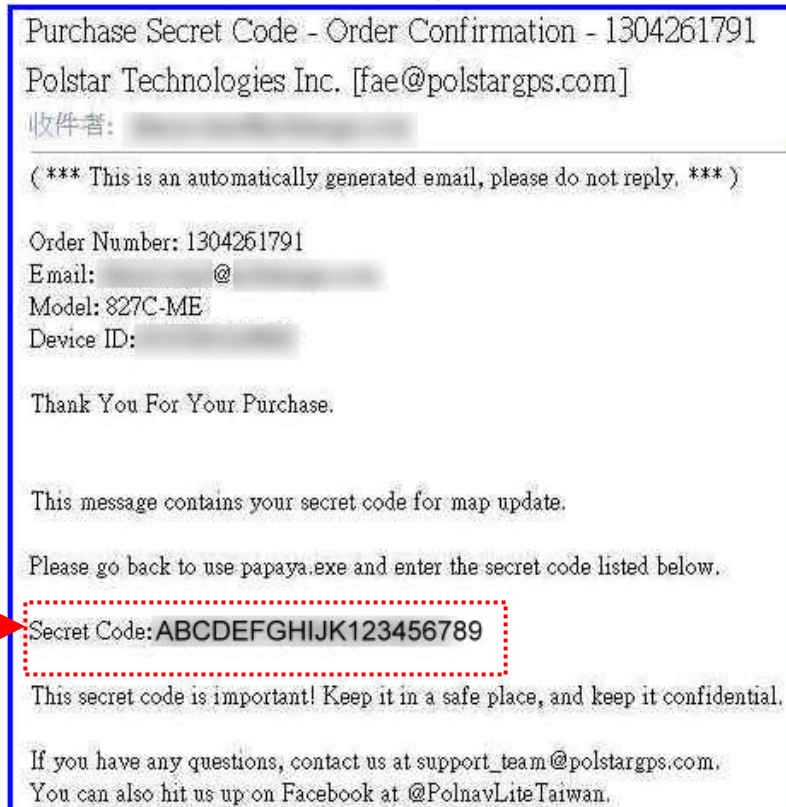 Purchase Secret Code - Order Confirmation - 1304261791
Polstar Technologies Inc. [fae@polstargps.com]
收件者:
( *** This is an automatically generated email, please do not reply. *** )
Order Number: 1304261791
Email: @
Model: 827C-ME
Device ID:
Thank You For Your Purchase.
This message contains your secret code for map update.
Please go back to use papaya.exe and enter the secret code listed below.
Secret Code: ABCDEFGHIJK123456789
This secret code is important! Keep it in a safe place, and keep it confidential.
If you have any questions, contact us at support_team@polstargps.com.
You can also hit us up on Facebook at @PolnavLiteTaiwan.